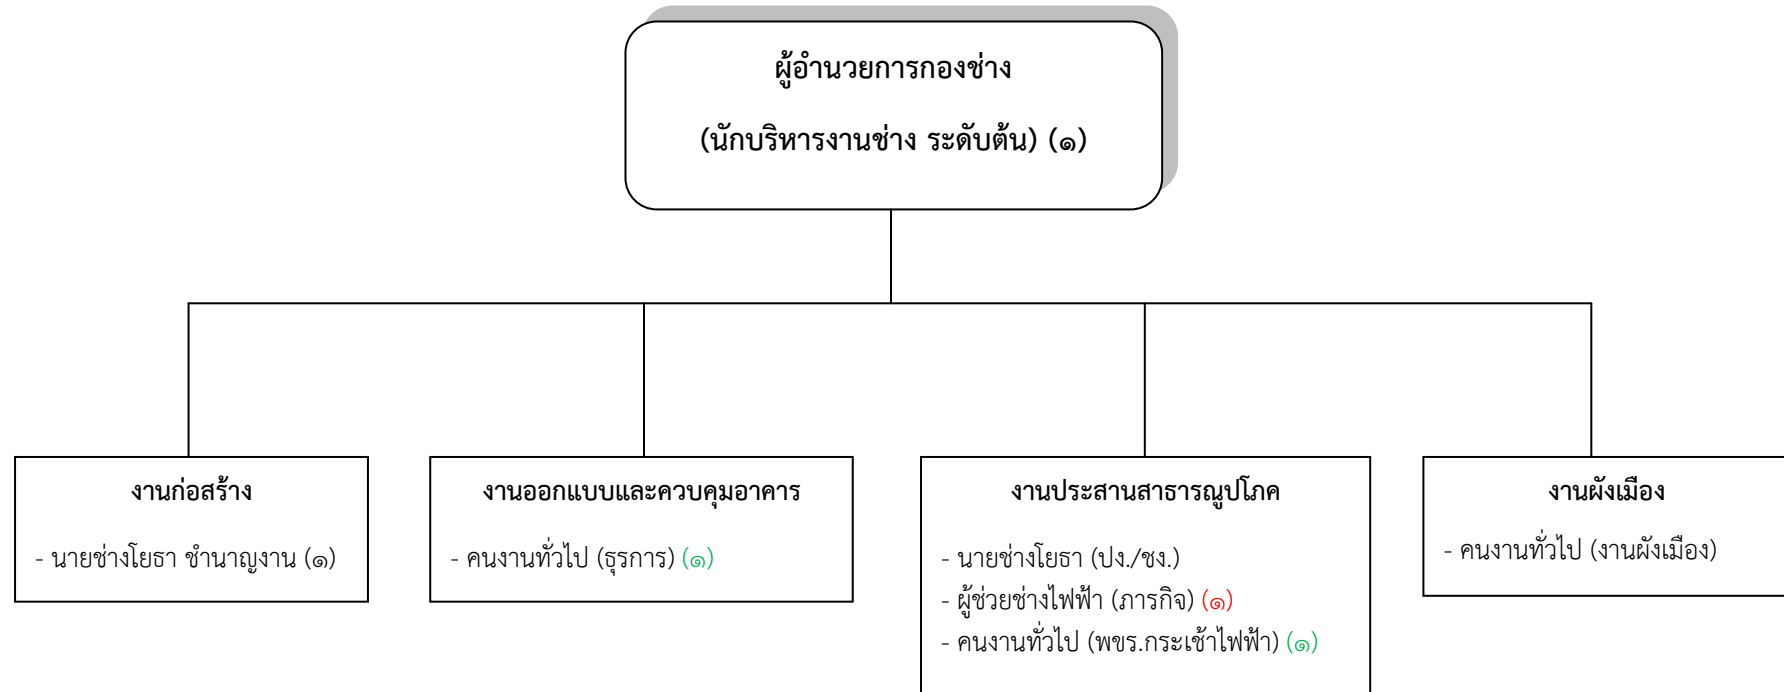 ผู้อำนวยการกองช่าง
(นักบริหารงานช่าง ระดับต้น) (๑)
งานก่อสร้าง
- นายช่างโยธา ชำนาญงาน (๑)
งานออกแบบและควบคุมอาคาร
- คนงานทั่วไป (ธุรการ) (๑)
งานประสานสาธารณูปโภค
- นายช่างโยธา (ปง./ชง.)
- ผู้ช่วยช่างไฟฟ้า (ภารกิจ) (๑)
- คนงานทั่วไป (พขร.กระเช้าไฟฟ้า) (๑)
งานผังเมือง
- คนงานทั่วไป (งานผังเมือง)